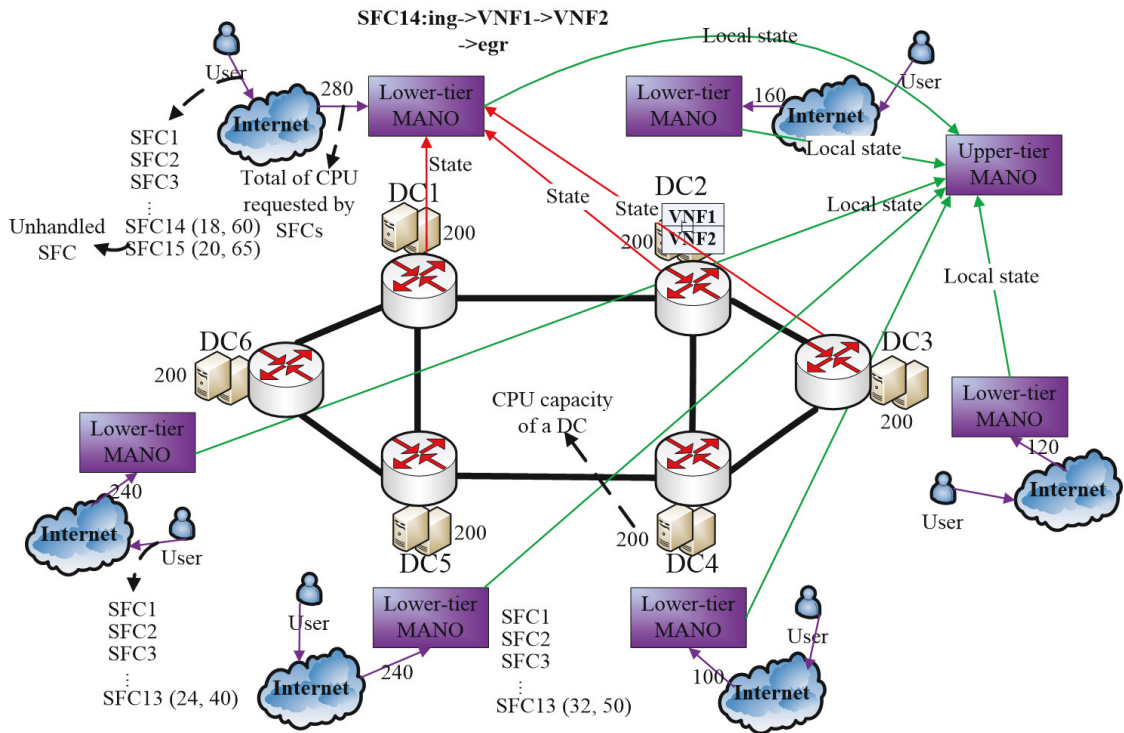 SFC14:ing->VNF1->VNF2
->egr
User
Internet
280
Lower-tier
MANO
Local state
Lower-tier
MANO
160
Internet
User
Local state
Upper-tier
MANO
SFC1
SFC2
SFC3
...
SFC14 (18, 60)
SFC15 (20, 65)
Unhandled
SFC
Total of CPU
requested by
SFCs
State
State
State
DC1
200
DC2
VNF1
VNF2
200
Local state
Local state
DC6
200
DC3
200
CPU capacity
of a DC
Lower-tier
MANO
240
Internet
User
Lower-tier
MANO
120
Internet
User
200
DC5
200
DC4
SFC1
SFC2
SFC3
...
SFC13 (24, 40)
User
Internet
240
Lower-tier
MANO
SFC1
SFC2
SFC3
...
SFC13 (32, 50)
Lower-tier
MANO
100
Internet
User